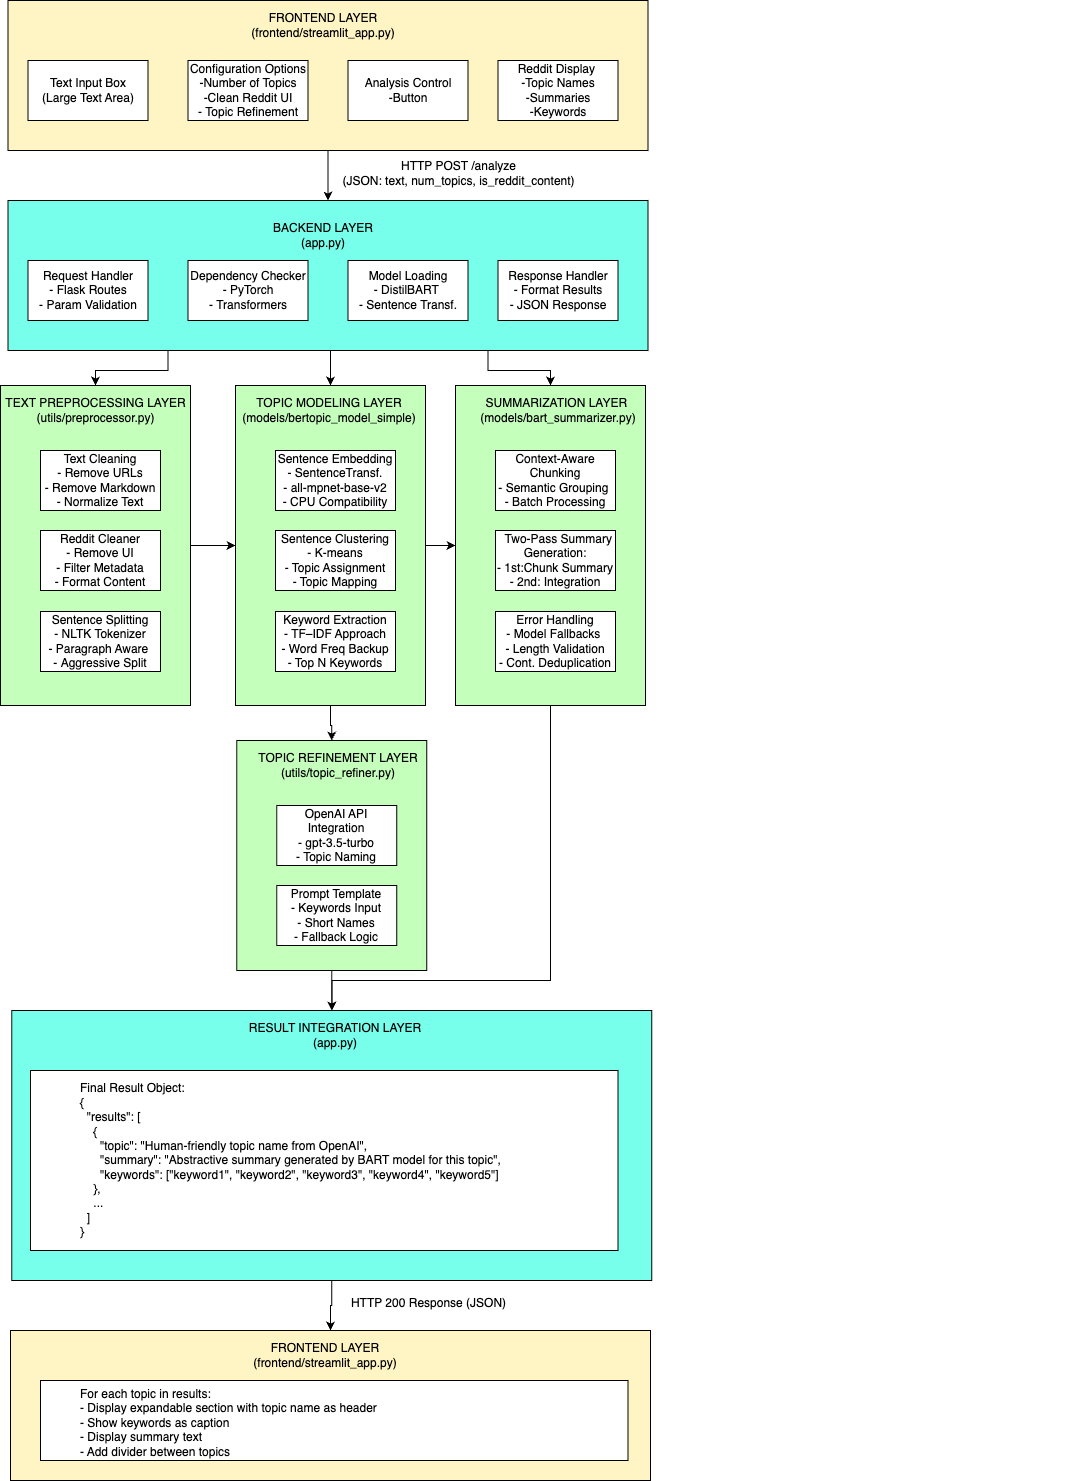 FRONTEND LAYER
(frontend/streamlit_app.py)
Text Input Box
(Large Text Area)
Configuration Options
-Number of Topics
-Clean Reddit UI
- Topic Refinement
Analysis Control
-Button
Reddit Display
-Topic Names
-Summaries
-Keywords
HTTP POST /analyze
(JSON: text, num_topics, is_reddit_content)
BACKEND LAYER
(app.py)
Request Handler
- Flask Routes
- Param Validation
Dependency Checker
- PyTorch
- Transformers
Model Loading
- DistilBART
- Sentence Transf.
Response Handler
- Format Results
- JSON Response
TEXT PREPROCESSING LAYER
(utils/preprocessor.py)
Text Cleaning
- Remove URLs
- Remove Markdown
- Normalize Text
Reddit Cleaner
- Remove UI
- Filter Metadata
- Format Content
Sentence Splitting
- NLTK Tokenizer
- Paragraph Aware
- Aggressive Split
TOPIC MODELING LAYER
(models/bertopic_model_simple)
Sentence Embedding
- SentenceTransf.
- all-mpnet-base-v2
- CPU Compatibility
Sentence Clustering
- K-means
- Topic Assignment
- Topic Mapping
Keyword Extraction
- TF–IDF Approach
- Word Freq Backup
- Top N Keywords
SUMMARIZATION LAYER
(models/bart_summarizer.py)
Context-Aware
Chunking
- Semantic Grouping
- Batch Processing
Two-Pass Summary
Generation:
- 1st:Chunk Summary
- 2nd: Integration
Error Handling
- Model Fallbacks
- Length Validation
- Cont. Deduplication
TOPIC REFINEMENT LAYER
(utils/topic_refiner.py)
OpenAI API
Integration
- gpt-3.5-turbo
- Topic Naming
Prompt Template
- Keywords Input
- Short Names
- Fallback Logic
RESULT INTEGRATION LAYER
(app.py)
Final Result Object:
{
"results": [
{
"topic": "Human-friendly topic name from OpenAI",
"summary": "Abstractive summary generated by BART model for this topic",
"keywords": ["keyword1", "keyword2", "keyword3", "keyword4", "keyword5"]
},
...
]
}
HTTP 200 Response (JSON)
FRONTEND LAYER
(frontend/streamlit_app.py)
For each topic in results:
- Display expandable section with topic name as header
- Show keywords as caption
- Display summary text
- Add divider between topics